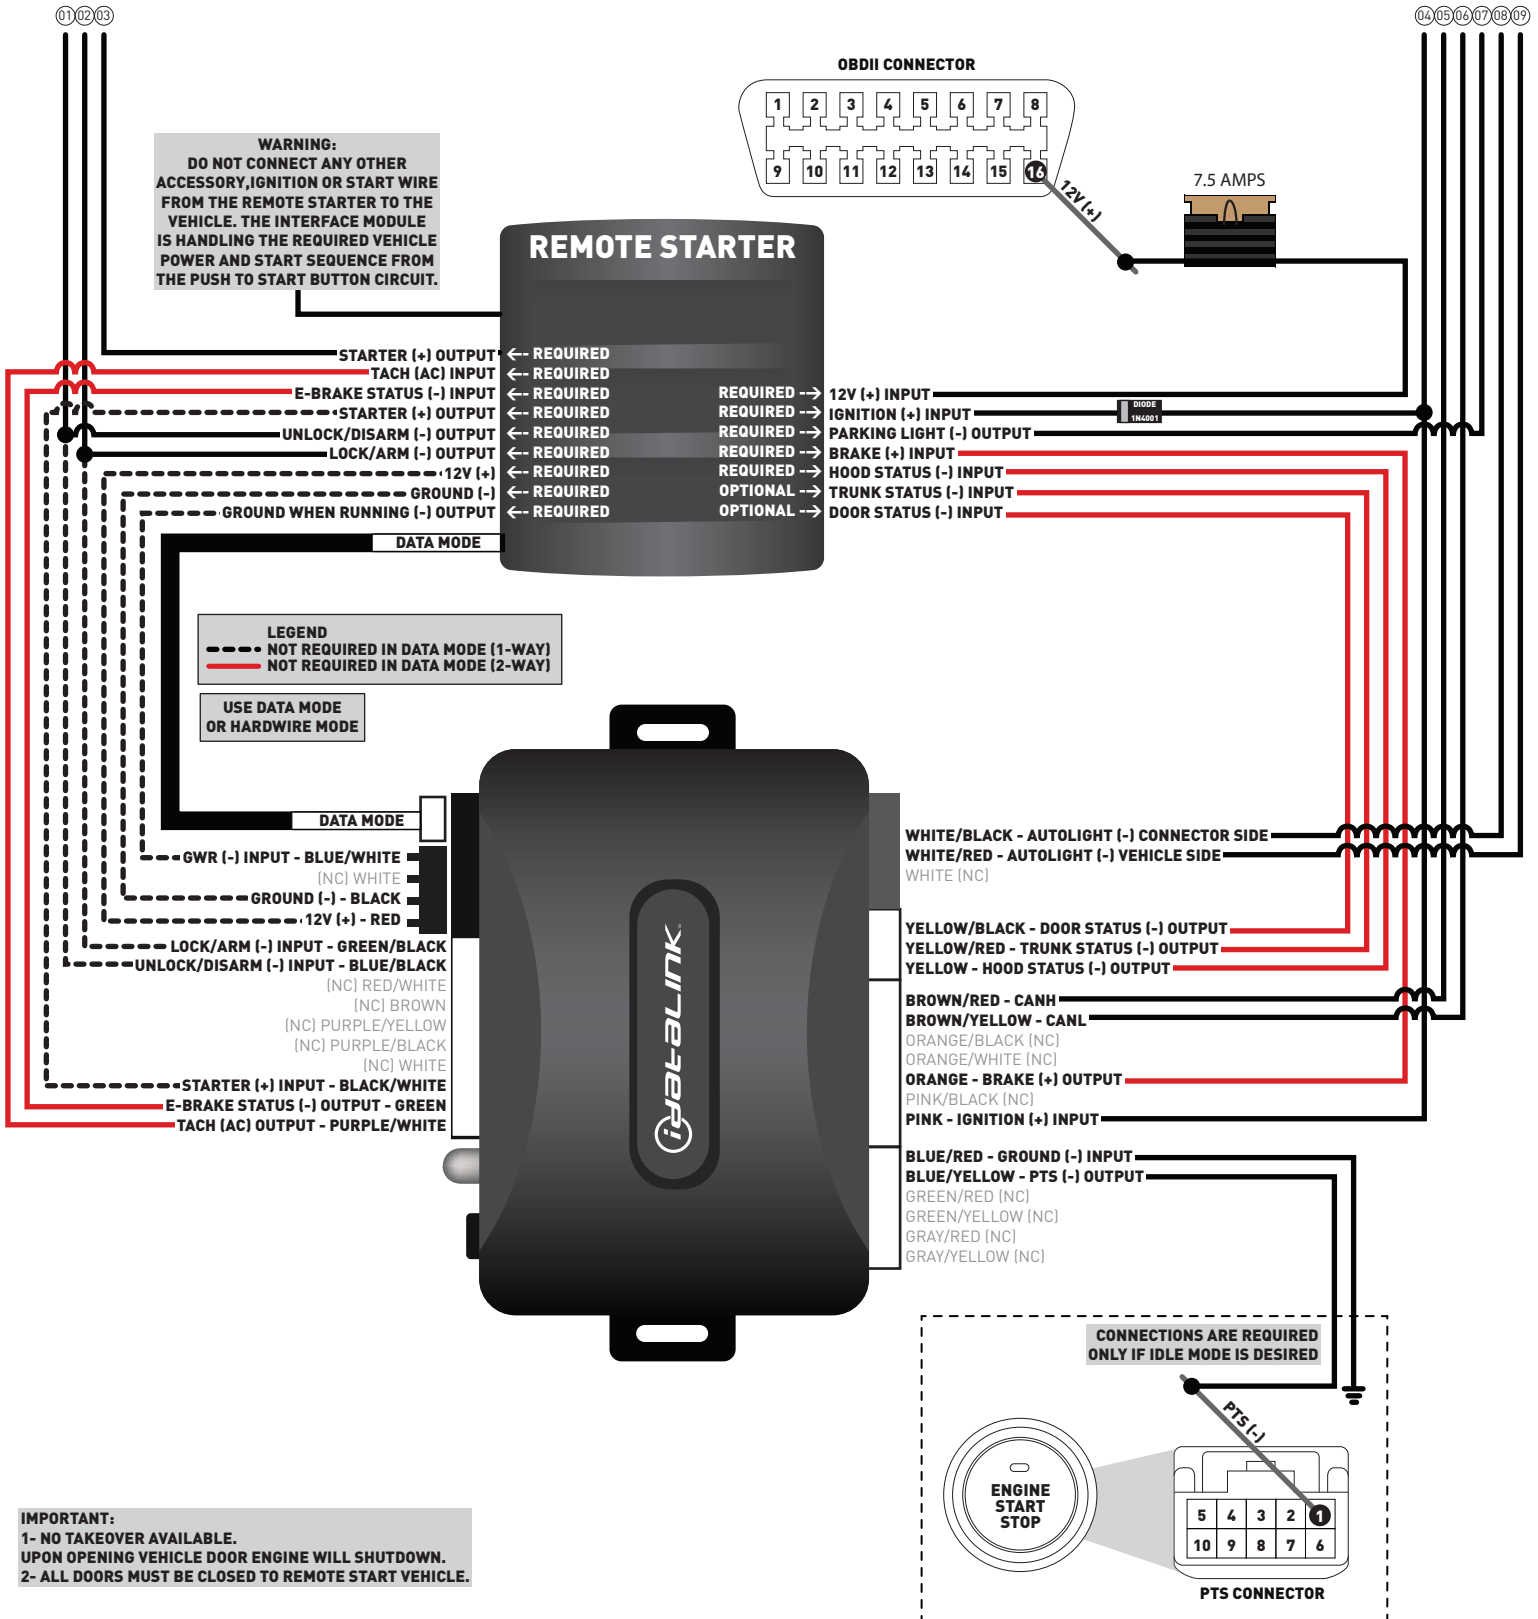 01 02 03
04 05 06 07 08 09
OBDII CONNECTOR
1 2 3 4 5 6 7 8
9 10 11 12 13 14 15 16
12V (+)
7.5 AMPS
WARNING:
DO NOT CONNECT ANY OTHER
ACCESSORY,IGNITION OR START WIRE
FROM THE REMOTE STARTER TO THE
VEHICLE. THE INTERFACE MODULE
IS HANDLING THE REQUIRED VEHICLE
POWER AND START SEQUENCE FROM
THE PUSH TO START BUTTON CIRCUIT.
REMOTE STARTER
STARTER (+) OUTPUT <-- REQUIRED
TACH (AC) INPUT <-- REQUIRED
E-BRAKE STATUS (-) INPUT <-- REQUIRED
STARTER (+) OUTPUT <-- REQUIRED
UNLOCK/DISARM (-) OUTPUT <-- REQUIRED
LOCK/ARM (-) OUTPUT <-- REQUIRED
12V (+) <-- REQUIRED
GROUND (-) <-- REQUIRED
GROUND WHEN RUNNING (-) OUTPUT <-- REQUIRED
DATA MODE
REQUIRED --> 12V (+) INPUT
REQUIRED --> IGNITION (+) INPUT
REQUIRED --> PARKING LIGHT (-) OUTPUT
REQUIRED --> BRAKE (+) INPUT
REQUIRED --> HOOD STATUS (-) INPUT
OPTIONAL --> TRUNK STATUS (-) INPUT
OPTIONAL --> DOOR STATUS (-) INPUT
DIODE
1N4001
LEGEND
NOT REQUIRED IN DATA MODE (1-WAY)
NOT REQUIRED IN DATA MODE (2-WAY)
USE DATA MODE
OR HARDWIRE MODE
DATA MODE
GWR (-) INPUT - BLUE/WHITE
(NC) WHITE
GROUND (-) - BLACK
12V (+) - RED
LOCK/ARM (-) INPUT - GREEN/BLACK
UNLOCK/DISARM (-) INPUT - BLUE/BLACK
(NC) RED/WHITE
(NC) BROWN
(NC) PURPLE/YELLOW
(NC) PURPLE/BLACK
(NC) WHITE
STARTER (+) INPUT - BLACK/WHITE
E-BRAKE STATUS (-) OUTPUT - GREEN
TACH (AC) OUTPUT - PURPLE/WHITE
idatalink
WHITE/BLACK - AUTOLIGHT (-) CONNECTOR SIDE
WHITE/RED - AUTOLIGHT (-) VEHICLE SIDE
WHITE (NC)
YELLOW/BLACK - DOOR STATUS (-) OUTPUT
YELLOW/RED - TRUNK STATUS (-) OUTPUT
YELLOW - HOOD STATUS (-) OUTPUT
BROWN/RED - CANH
BROWN/YELLOW - CANL
ORANGE/BLACK (NC)
ORANGE/WHITE (NC)
ORANGE - BRAKE (+) OUTPUT
PINK/BLACK (NC)
PINK - IGNITION (+) INPUT
BLUE/RED - GROUND (-) INPUT
BLUE/YELLOW - PTS (-) OUTPUT
GREEN/RED (NC)
GREEN/YELLOW (NC)
GRAY/RED (NC)
GRAY/YELLOW (NC)
CONNECTIONS ARE REQUIRED
ONLY IF IDLE MODE IS DESIRED
PTS (-)
ENGINE
START
STOP
5 4 3 2 1
10 9 8 7 6
PTS CONNECTOR
IMPORTANT:
1- NO TAKEOVER AVAILABLE.
UPON OPENING VEHICLE DOOR ENGINE WILL SHUTDOWN.
2- ALL DOORS MUST BE CLOSED TO REMOTE START VEHICLE.